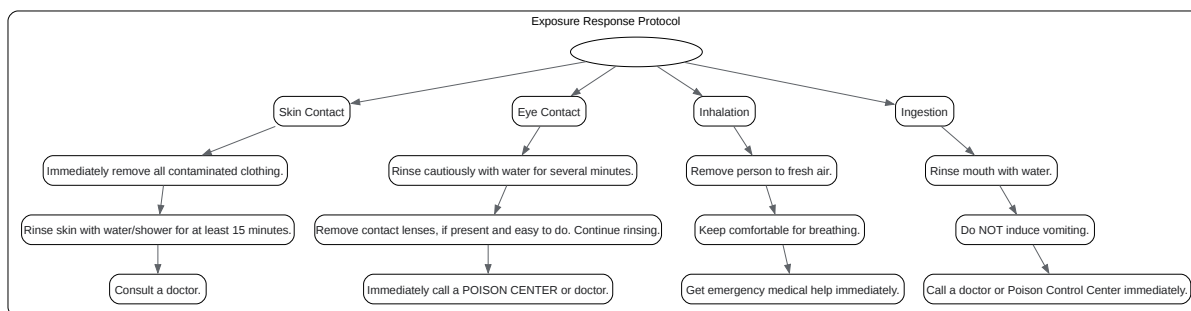 Exposure Response Protocol
Skin Contact
Eye Contact
Inhalation
Ingestion
Immediately remove all contaminated clothing.
Rinse cautiously with water for several minutes.
Remove person to fresh air.
Rinse mouth with water.
Rinse skin with water/shower for at least 15 minutes.
Remove contact lenses, if present and easy to do. Continue rinsing.
Keep comfortable for breathing.
Do NOT induce vomiting.
Consult a doctor.
Immediately call a POISON CENTER or doctor.
Get emergency medical help immediately.
Call a doctor or Poison Control Center immediately.